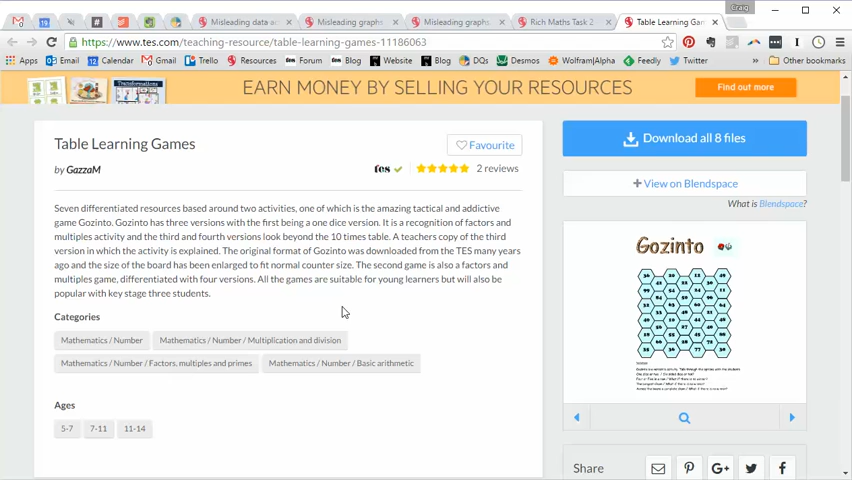 Craig
Misleading data a
Misleading graphs
Misleading graphs.
Rich Maths Task 2
Table Learning Gam
https://www.tes.com/teaching-resource/table-learning-games-11186063
Apps Email Calendar Gmail Trello Resources Forum Blog Website Blog DQs Desmos Wolfram|Alpha Feedly Twitter » Other bookmarks
EARN MONEY BY SELLING YOUR RESOURCES
Find out more
Table Learning Games
Favourite
by GazzaM
tes
2 reviews
Seven differentiated resources based around two activities, one of which is the amazing tactical and addictive
game Gozinto. Gozinto has three versions with the first being a one dice version. It is a recognition of factors and
multiples activity and the third and fourth versions look beyond the 10 times table. A teachers copy of the third
version in which the activity is explained. The original format of Gozinto was downloaded from the TES many years
ago and the size of the board has been enlarged to fit normal counter size. The second game is also a factors and
multiples game, differentiated with four versions. All the games are suitable for young learners but will also be
popular with key stage three students.
Categories
Mathematics / Number
Mathematics / Number / Multiplication and division
Mathematics / Number / Factors, multiples and primes
Mathematics / Number / Basic arithmetic
Ages
5-7
7-11
11-14
Download all 8 files
+ View on Blendspace
What is Blendspace?
Gozinto
Share